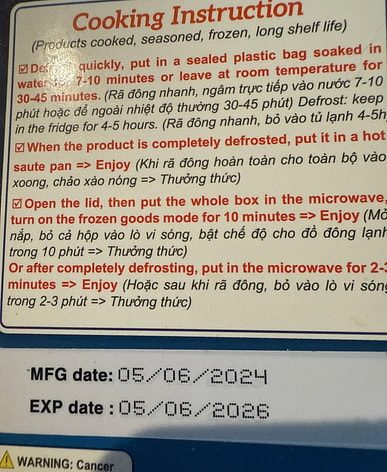 Cooking Instruction
(Products cooked, seasoned, frozen, long shelf life)
☑ quickly, put in a sealed plastic bag soaked in
water 7-10 minutes or leave at room temperature for
30-45 minutes. (Rã đông nhanh, ngâm trực tiếp vào nước 7-10
phút hoặc để ngoài nhiệt độ thường 30-45 phút) Defrost: keep
in the fridge for 4-5 hours. (Rã đông nhanh, bỏ vào tủ lạnh 4-5h
☑ When the product is completely defrosted, put it in a hot
saute pan => Enjoy (Khi rã đông hoàn toàn cho toàn bộ vào
xoong, chảo xào nóng => Thưởng thức)
☑ Open the lid, then put the whole box in the microwave,
turn on the frozen goods mode for 10 minutes => Enjoy (Mở
nắp, bỏ cả hộp vào lò vi sóng, bật chế độ cho đồ đông lạnh
trong 10 phút => Thưởng thức)
Or after completely defrosting, put in the microwave for 2-3
minutes => Enjoy (Hoặc sau khi rã đông, bỏ vào lò vi sóng
trong 2-3 phút => Thưởng thức)
MFG date: 05/06/2024
EXP date : 05/06/2026
⚠ WARNING: Cancer